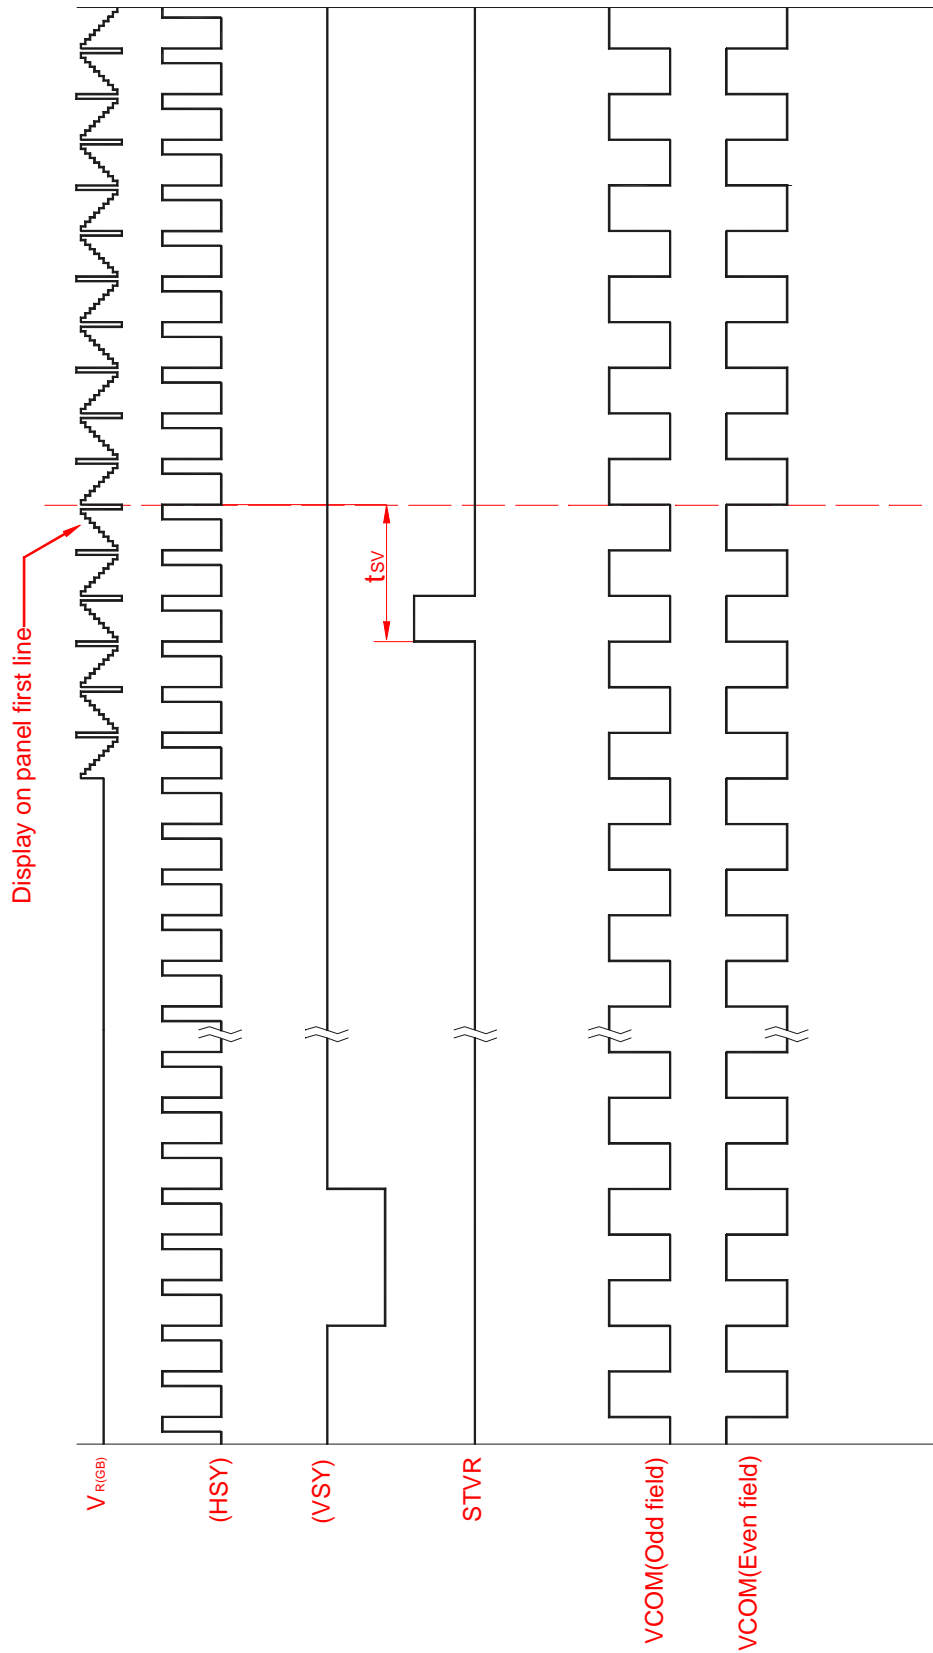 Display on panel first line
tSV
VR(GB)
(HSY)
(VSY)
STVR
VCOM(Odd field)
VCOM(Even field)